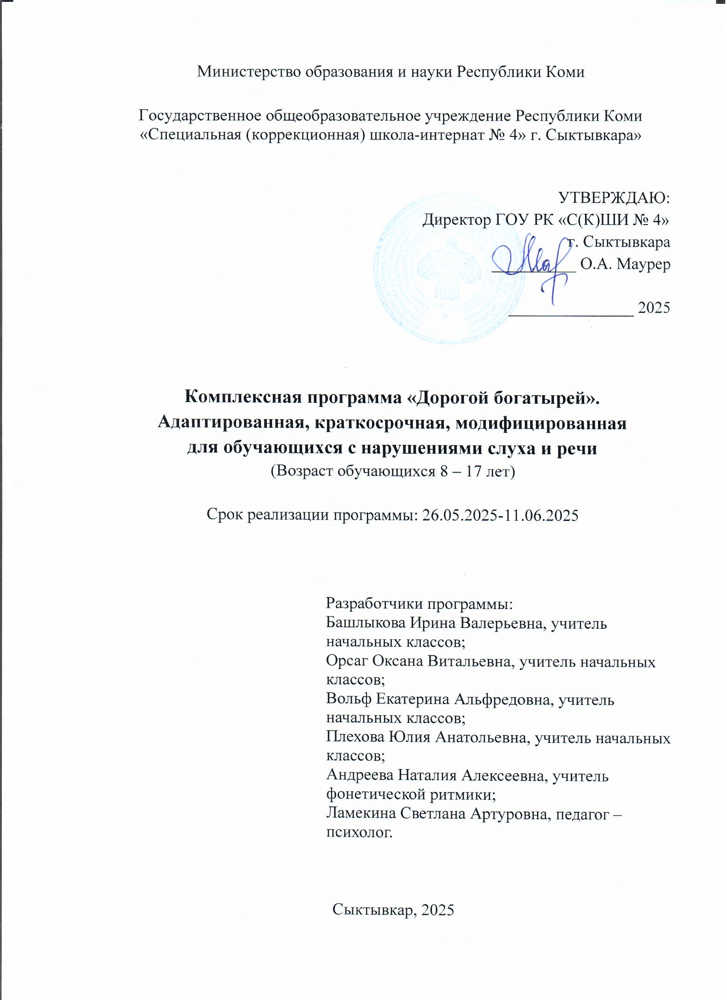 Министерство образования и науки Республики Коми
Государственное общеобразовательное учреждение Республики Коми
«Специальная (коррекционная) школа-интернат № 4» г. Сыктывкара»
УТВЕРЖДАЮ:
Директор ГОУ РК «С(К)ШИ № 4»
г. Сыктывкара
__________ О.А. Маурер
_______________ 2025
Комплексная программа «Дорогой богатырей».
Адаптированная, краткосрочная, модифицированная
для обучающихся с нарушениями слуха и речи
(Возраст обучающихся 8 – 17 лет)
Срок реализации программы: 26.05.2025-11.06.2025
Разработчики программы:
Башлыкова Ирина Валерьевна, учитель
начальных классов;
Орсаг Оксана Витальевна, учитель начальных
классов;
Вольф Екатерина Альфредовна, учитель
начальных классов;
Плехова Юлия Анатольевна, учитель начальных
классов;
Андреева Наталия Алексеевна, учитель
фонетической ритмики;
Ламекина Светлана Артуровна, педагог –
психолог.
Сыктывкар, 2025